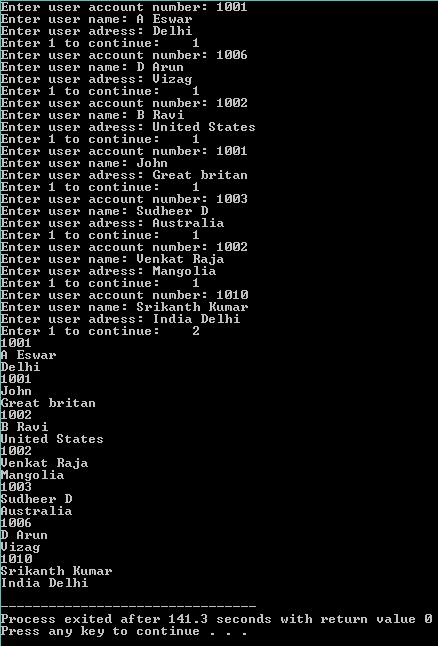 Enter user account number: 1001
Enter user name: A Eswar
Enter user adress: Delhi
Enter 1 to continue:    1
Enter user account number: 1006
Enter user name: D Arun
Enter user adress: Vizag
Enter 1 to continue:    1
Enter user account number: 1002
Enter user name: B Ravi
Enter user adress: United States
Enter 1 to continue:    1
Enter user account number: 1001
Enter user name: John
Enter user adress: Great britan
Enter 1 to continue:    1
Enter user account number: 1003
Enter user name: Sudheer D
Enter user adress: Australia
Enter 1 to continue:    1
Enter user account number: 1002
Enter user name: Venkat Raja
Enter user adress: Mangolia
Enter 1 to continue:    1
Enter user account number: 1010
Enter user name: Srikanth Kumar
Enter user adress: India Delhi
Enter 1 to continue:    2
1001
A Eswar
Delhi
1001
John
Great britan
1002
B Ravi
United States
1002
Venkat Raja
Mangolia
1003
Sudheer D
Australia
1006
D Arun
Vizag
1010
Srikanth Kumar
India Delhi
--------------------------------
Process exited after 141.3 seconds with return value 0
Press any key to continue . . .